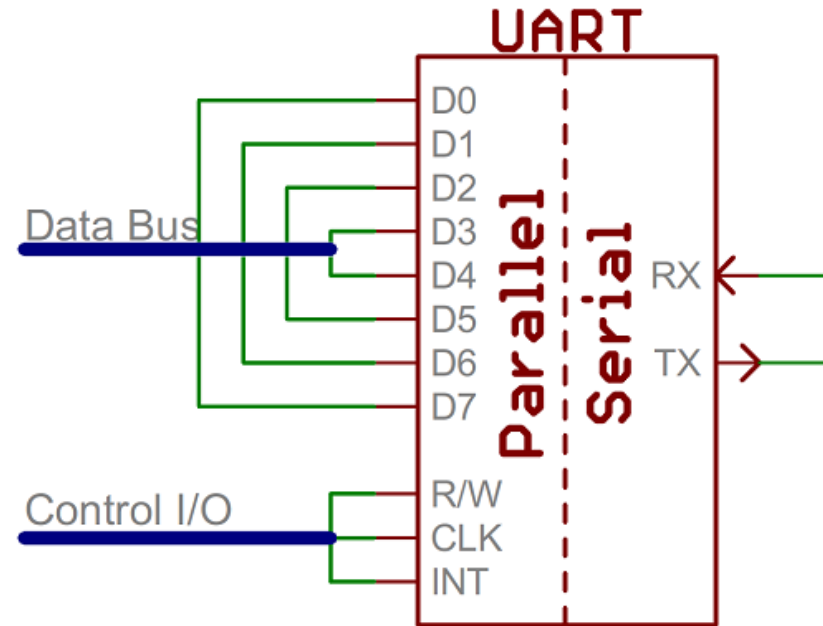 UART
D0
D1
D2
D3
D4
D5
D6
D7
Data Bus
Parallel
Serial
RX
TX
Control I/O
R/W
CLK
INT